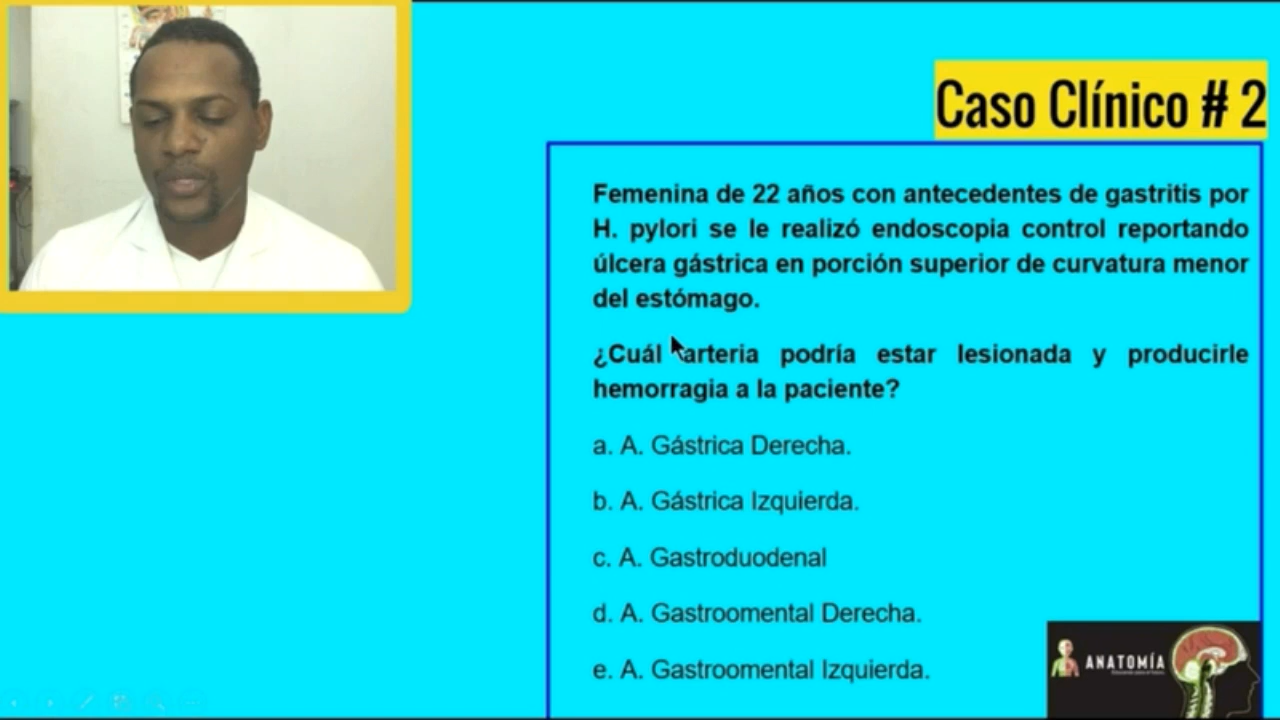 Caso Clínico # 2
Femenina de 22 años con antecedentes de gastritis por
H. pylori se le realizó endoscopia control reportando
úlcera gástrica en porción superior de curvatura menor
del estómago.
¿Cuál arteria podría estar lesionada y producirle
hemorragia a la paciente?
a. A. Gástrica Derecha.
b. A. Gástrica Izquierda.
c. A. Gastroduodenal
d. A. Gastroomental Derecha.
e. A. Gastroomental Izquierda.
ANATOMÍA